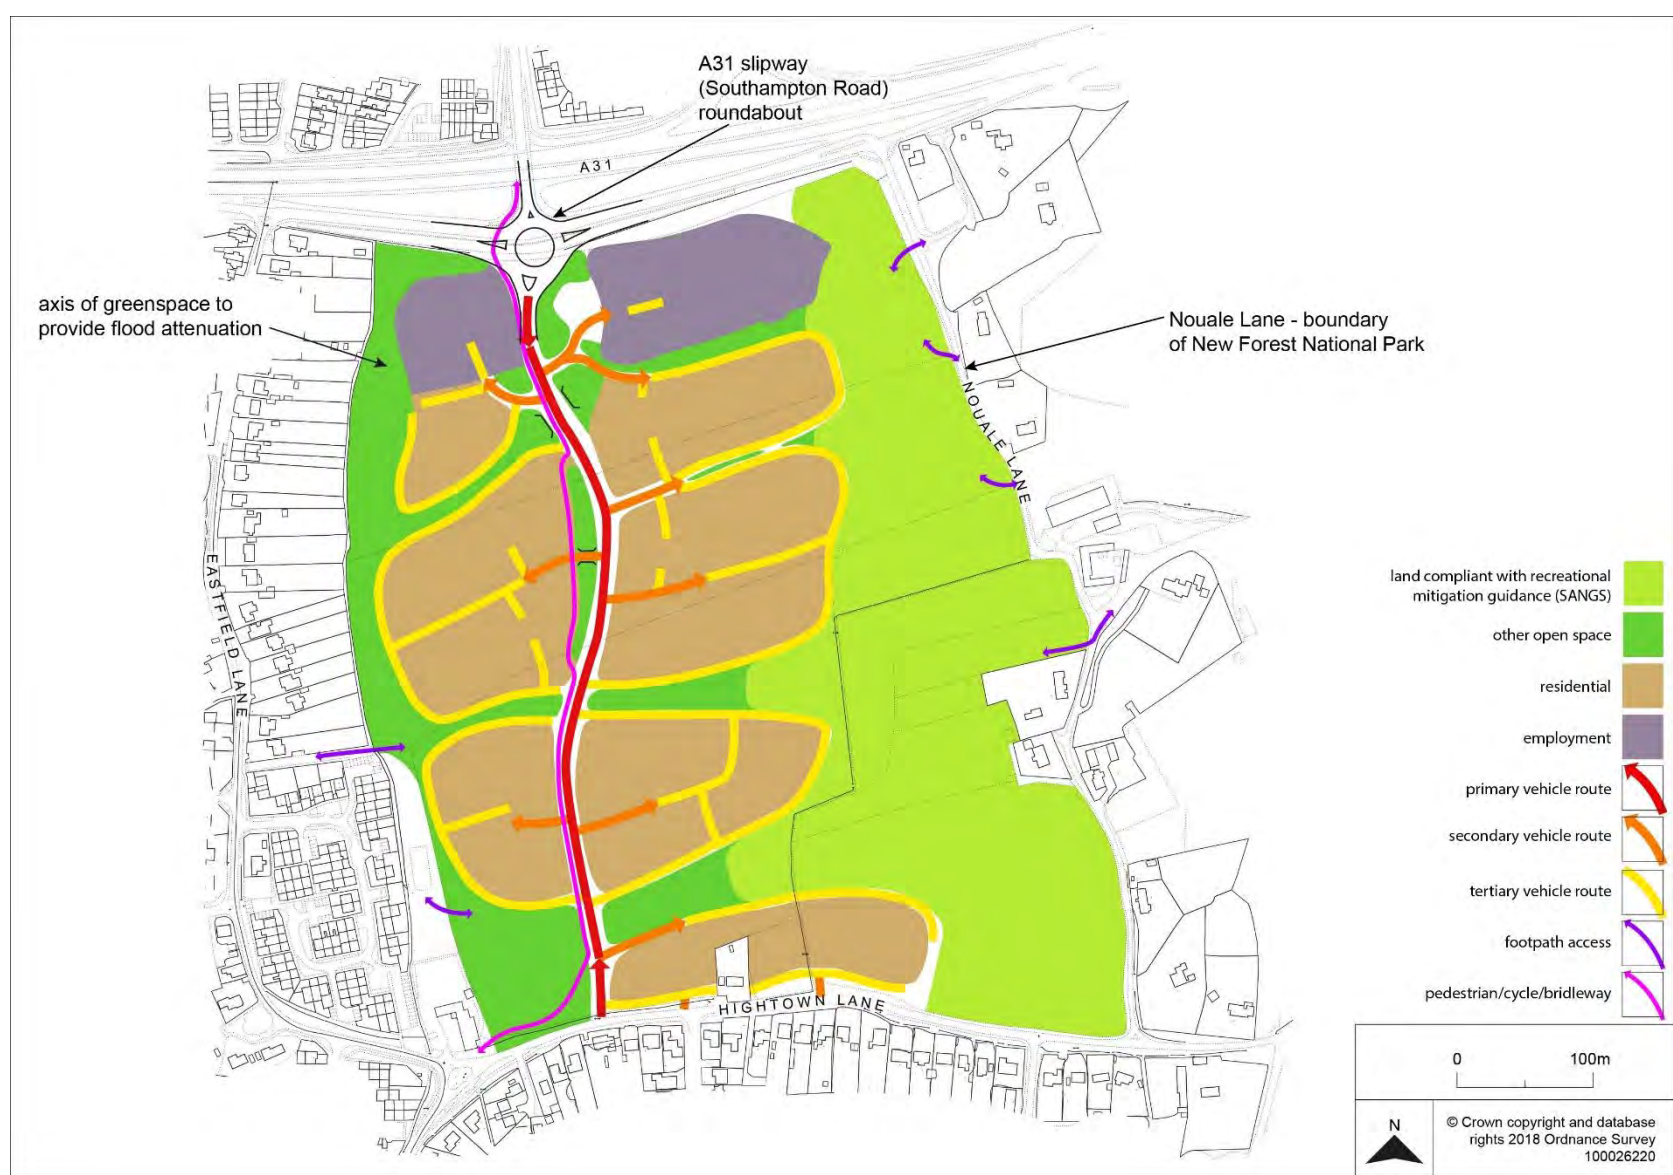 A31 slipway
(Southampton Road)
roundabout
A31
axis of greenspace to
provide flood attenuation
Nouale Lane - boundary
of New Forest National Park
NOUALE LANE
EASTFIELD LANE
HIGHTOWN LANE
land compliant with recreational
mitigation guidance (SANGS)
other open space
residential
employment
primary vehicle route
secondary vehicle route
tertiary vehicle route
footpath access
pedestrian/cycle/bridleway
0 100m
N
© Crown copyright and database
rights 2018 Ordnance Survey
100026220